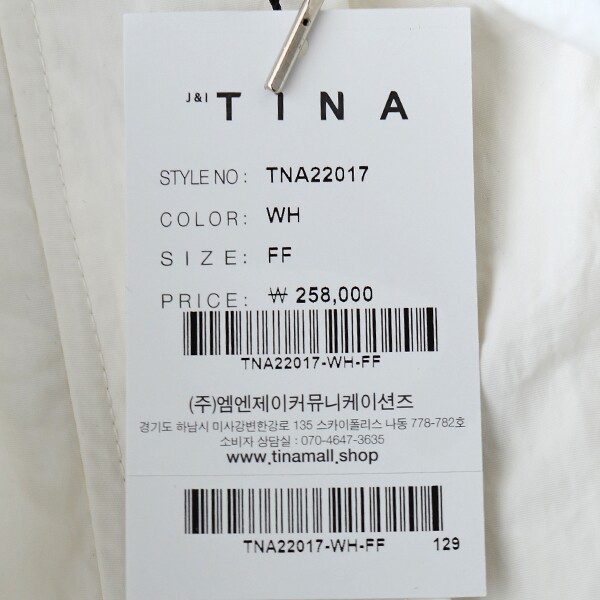 J&I TINA
STYLE NO: TNA22017
COLOR: WH
SIZE: FF
PRICE: ₩ 258,000
TNA22017-WH-FF
(주)엠엔제이커뮤니케이션즈
경기도 하남시 미사강변한강로 135 스카이폴리스 나동 778-782호
소비자 상담실 : 070-4647-3635
www.tinamall.shop
TNA22017-WH-FF 129